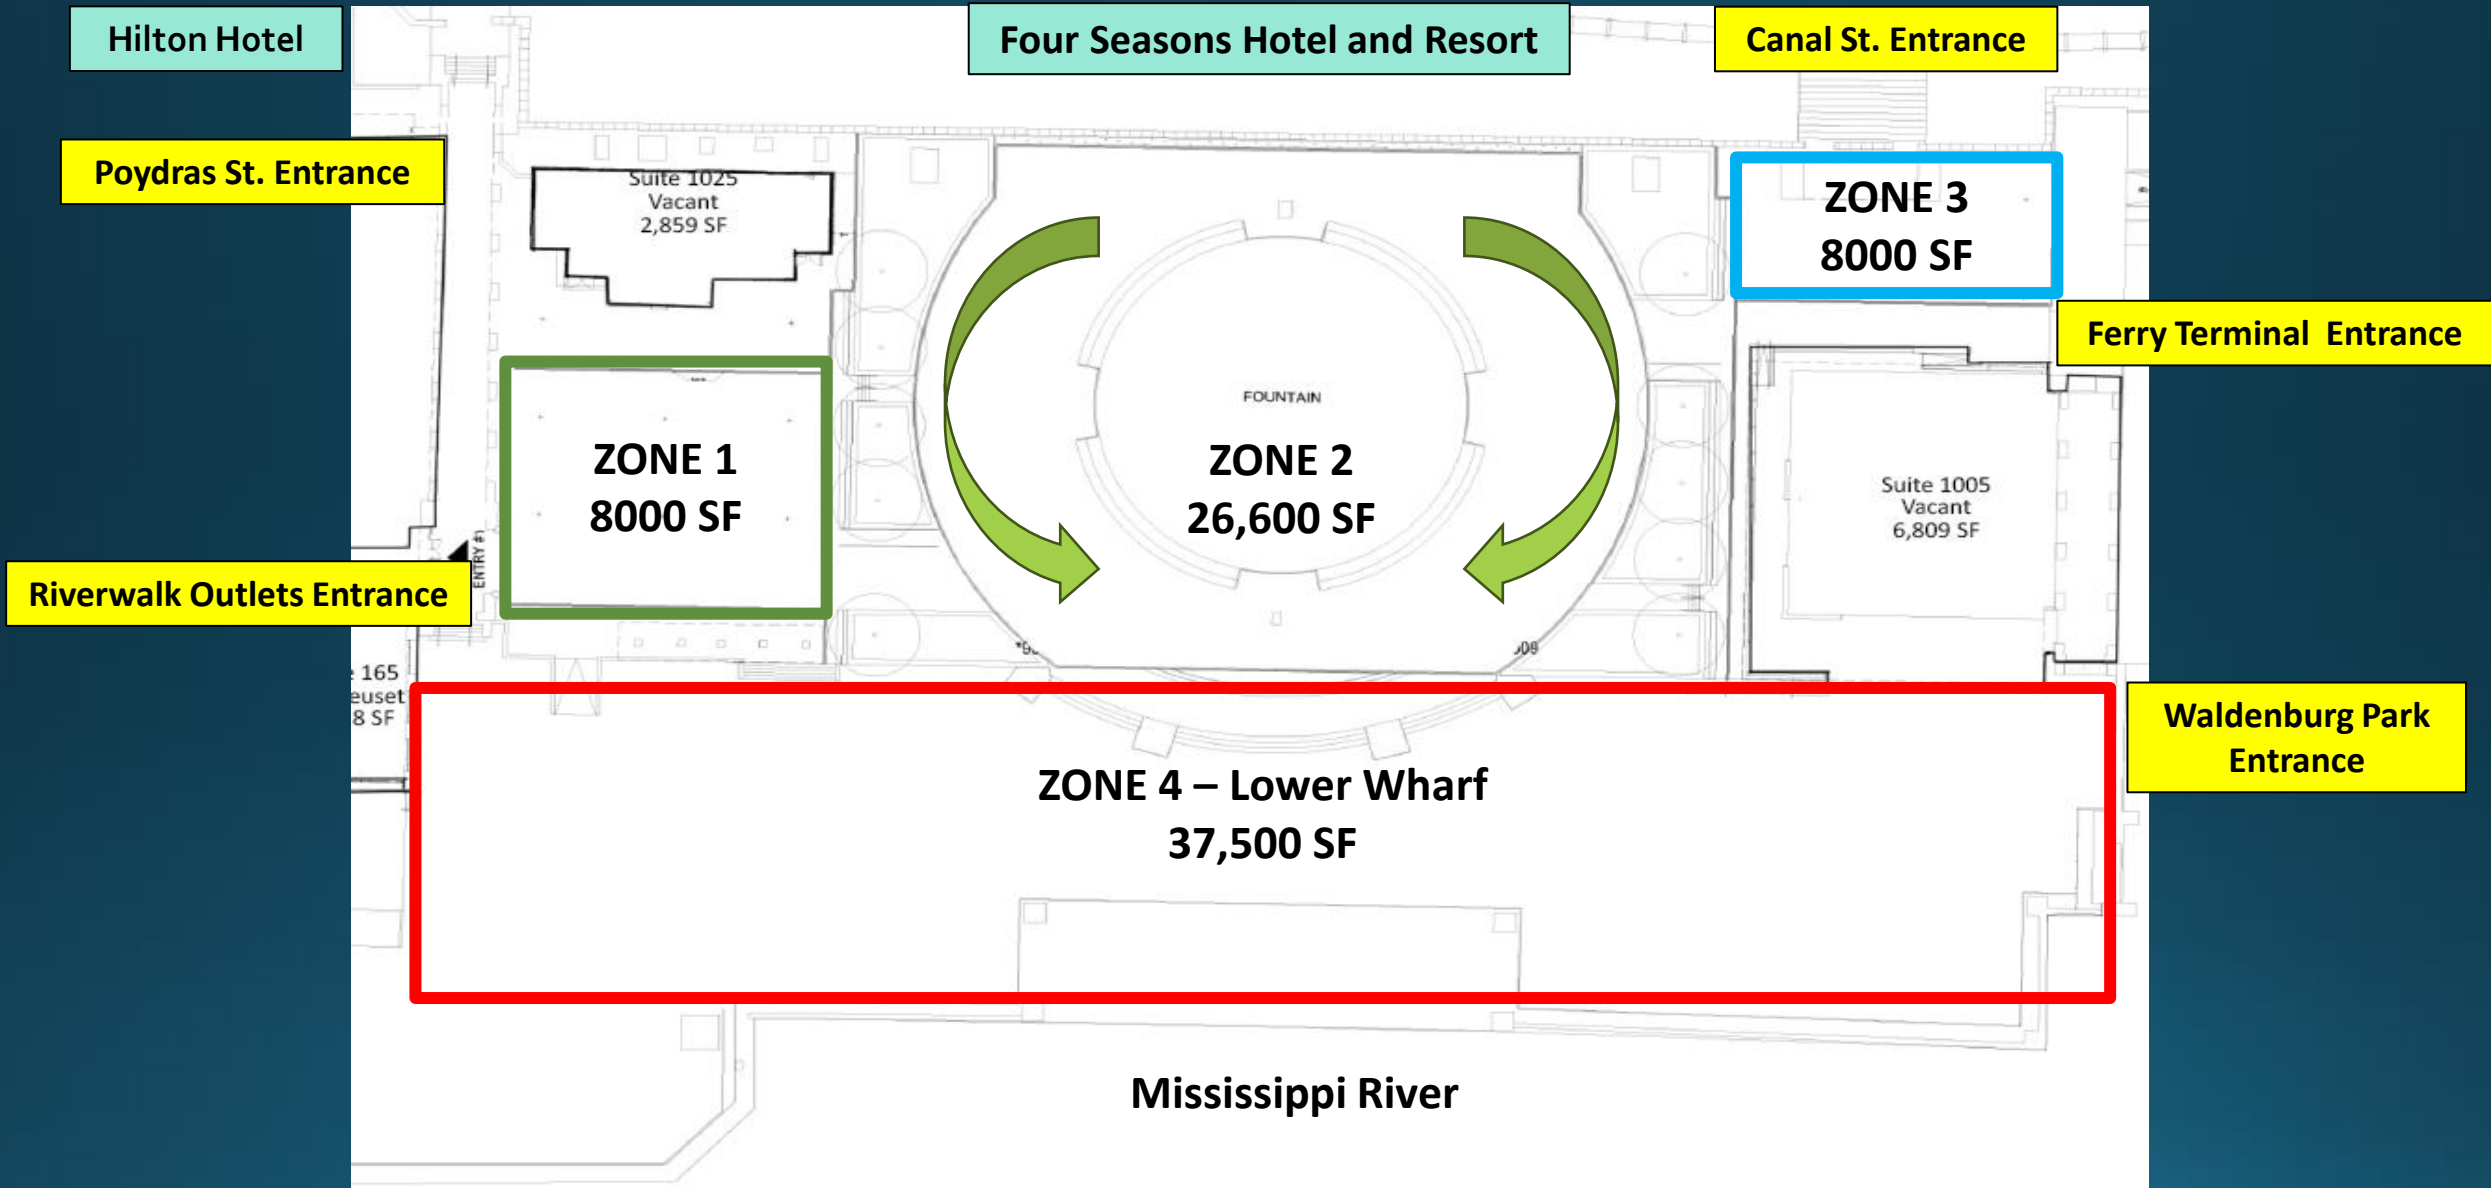 Hilton Hotel
Four Seasons Hotel and Resort
Canal St. Entrance
Poydras St. Entrance
Suite 1025
Vacant
2,859 SF
ZONE 3
8000 SF
Ferry Terminal Entrance
FOUNTAIN
ZONE 1
8000 SF
ZONE 2
26,600 SF
Suite 1005
Vacant
6,809 SF
ENTRY #1
Riverwalk Outlets Entrance
165
8 SF
Waldenburg Park
Entrance
ZONE 4 – Lower Wharf
37,500 SF
Mississippi River